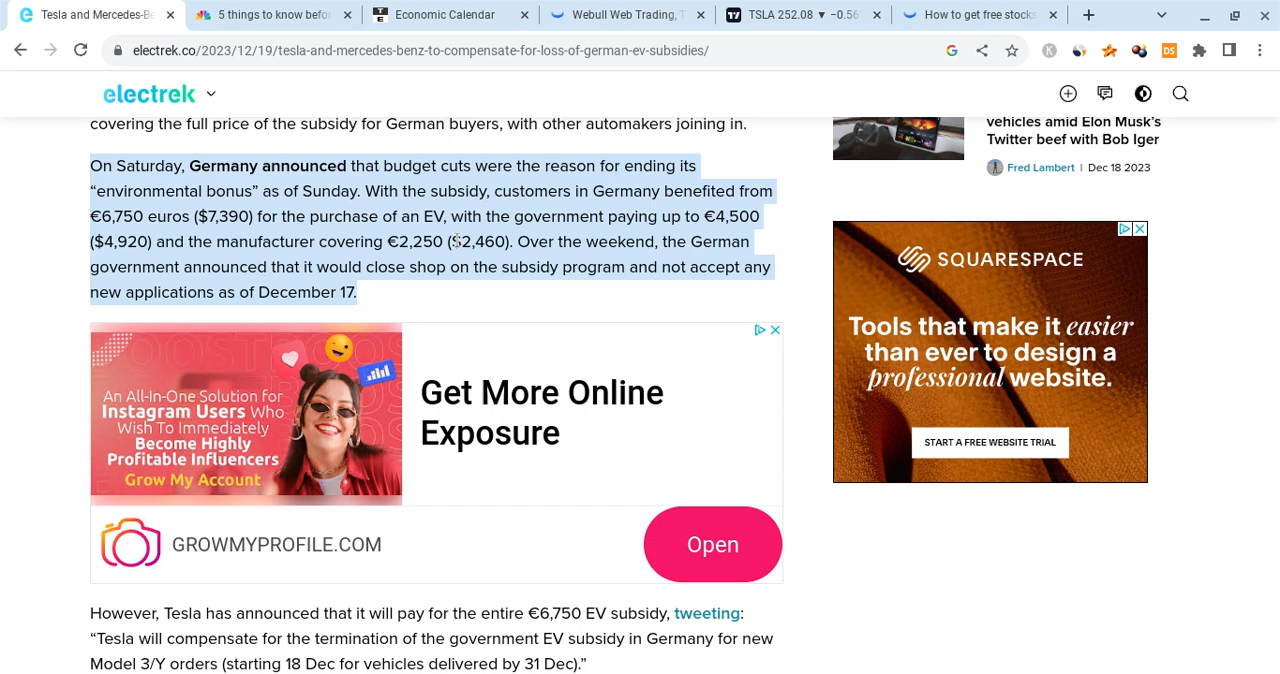 Tesla and Mercedes-Be
5 things to know befor
Economic Calendar
Webull Web Trading, T
TSLA 252.08 ▼ −0.56
How to get free stocks
electrek.co/2023/12/19/tesla-and-mercedes-benz-to-compensate-for-loss-of-german-ev-subsidies/
electrek
covering the full price of the subsidy for German buyers, with other automakers joining in.
On Saturday, Germany announced that budget cuts were the reason for ending its
“environmental bonus” as of Sunday. With the subsidy, customers in Germany benefited from
€6,750 euros ($7,390) for the purchase of an EV, with the government paying up to €4,500
($4,920) and the manufacturer covering €2,250 ($2,460). Over the weekend, the German
government announced that it would close shop on the subsidy program and not accept any
new applications as of December 17.
An All-In-One Solution for
Instagram Users Who
Wish To Immediately
Become Highly
Profitable Influencers
Grow My Account
Get More Online
Exposure
GROWMYPROFILE.COM
Open
However, Tesla has announced that it will pay for the entire €6,750 EV subsidy, tweeting:
“Tesla will compensate for the termination of the government EV subsidy in Germany for new
Model 3/Y orders (starting 18 Dec for vehicles delivered by 31 Dec).”
vehicles amid Elon Musk’s
Twitter beef with Bob Iger
Fred Lambert | Dec 18 2023
SQUARESPACE
Tools that make it easier
than ever to design a
professional website.
START A FREE WEBSITE TRIAL